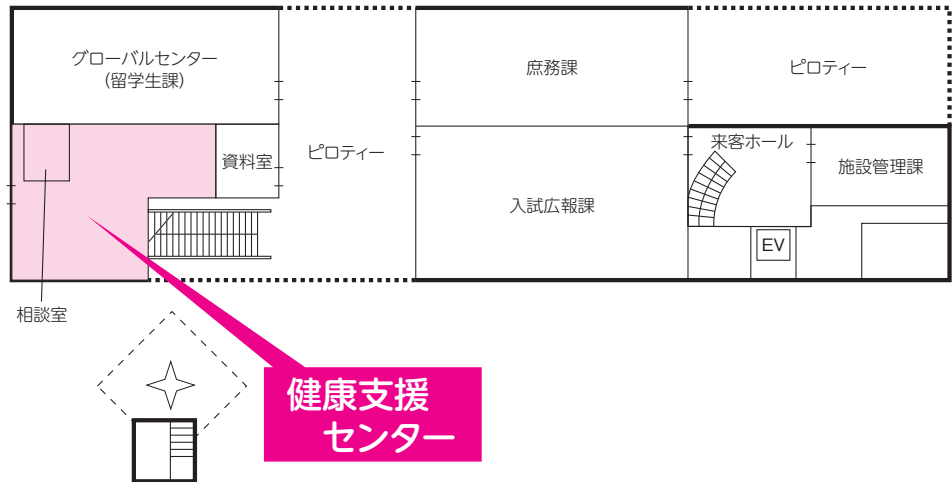 グローバルセンター
(留学生課)
庶務課
ピロティー
資料室
ピロティー
来客ホール
施設管理課
入試広報課
EV
相談室
健康支援
センター